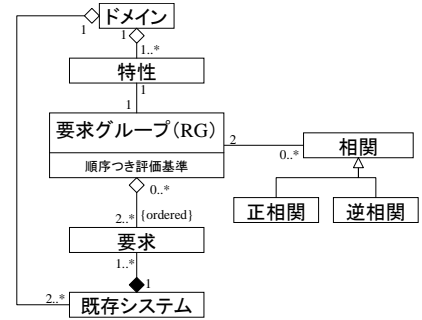 ドメイン
1
1
1..*
特性
1
1
要求グループ(RG)
2
0..*
相関
順序つき評価基準
0..*
2..*
{ordered}
正相関
逆相関
要求
1..*
1
2..*
既存システム